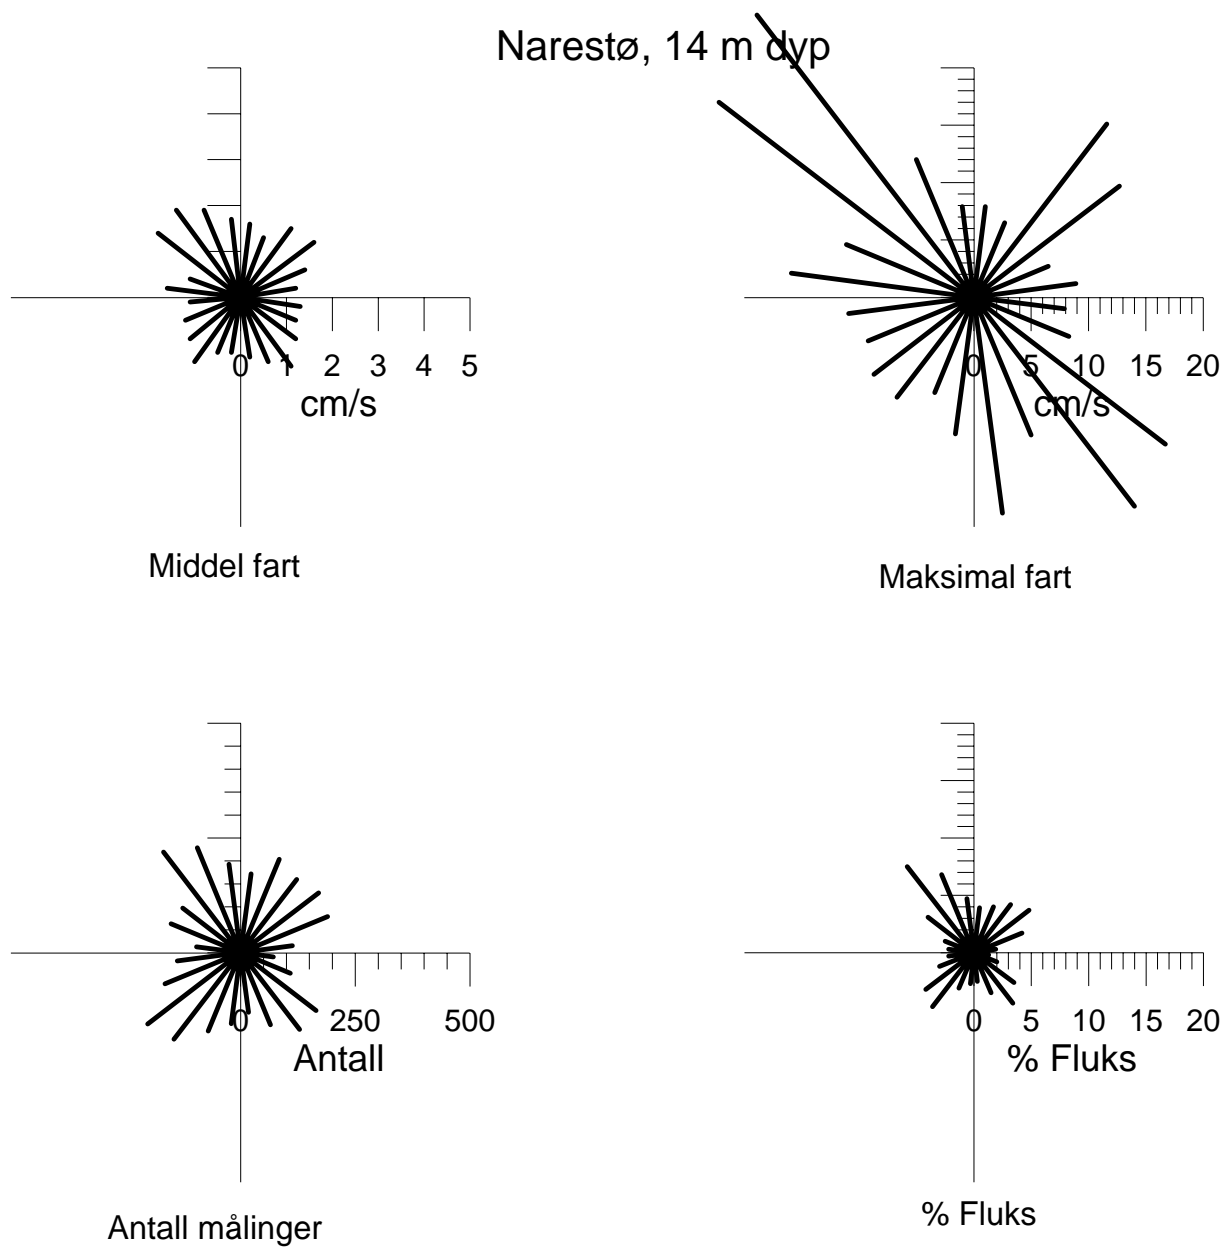 Narestø, 14 m dyp
0 1 2 3 4 5
cm/s
Middel fart
0 5 10 15 20
cm/s
Maksimal fart
0 250 500
Antall
Antall målinger
0 5 10 15 20
% Fluks
% Fluks